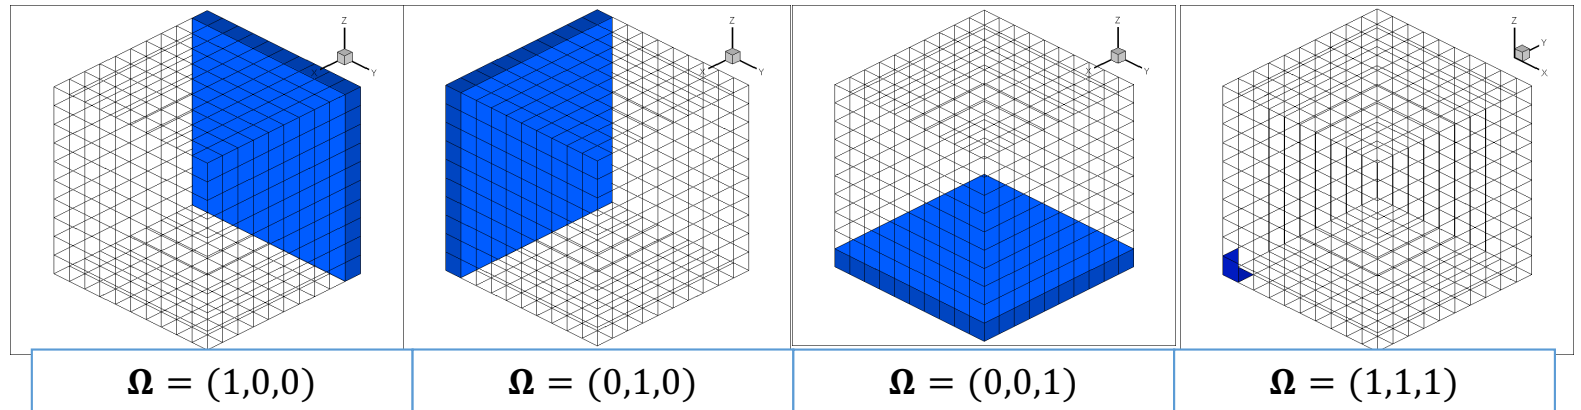 Z
X
Y
Z
X
Y
Z
X
Y
Z
Y
X
Ω = (1,0,0)
Ω = (0,1,0)
Ω = (0,0,1)
Ω = (1,1,1)